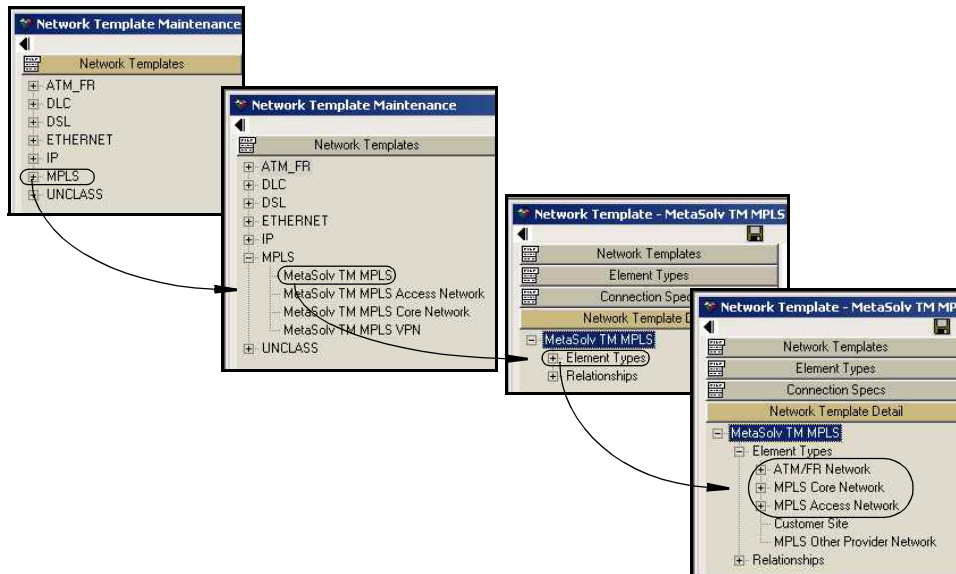 Network Template Maintenance
Network Templates
ATM_FR
DLC
DSL
ETHERNET
IP
MPLS
UNCLASS
Network Template Maintenance
Network Templates
ATM_FR
DLC
DSL
ETHERNET
IP
MPLS
MetaSolv TM MPLS
MetaSolv TM MPLS Access Network
MetaSolv TM MPLS Core Network
MetaSolv TM MPLS VPN
UNCLASS
Network Template - MetaSolv TM MPLS
Network Templates
Element Types
Connection Spec
Network Template D
MetaSolv TM MPLS
Element Types
Relationships
Network Template - MetaSolv TM MP
Network Templates
Element Types
Connection Specs
Network Template Detail
MetaSolv TM MPLS
Element Types
ATM/FR Network
MPLS Core Network
MPLS Access Network
Customer Site
MPLS Other Provider Network
Relationships